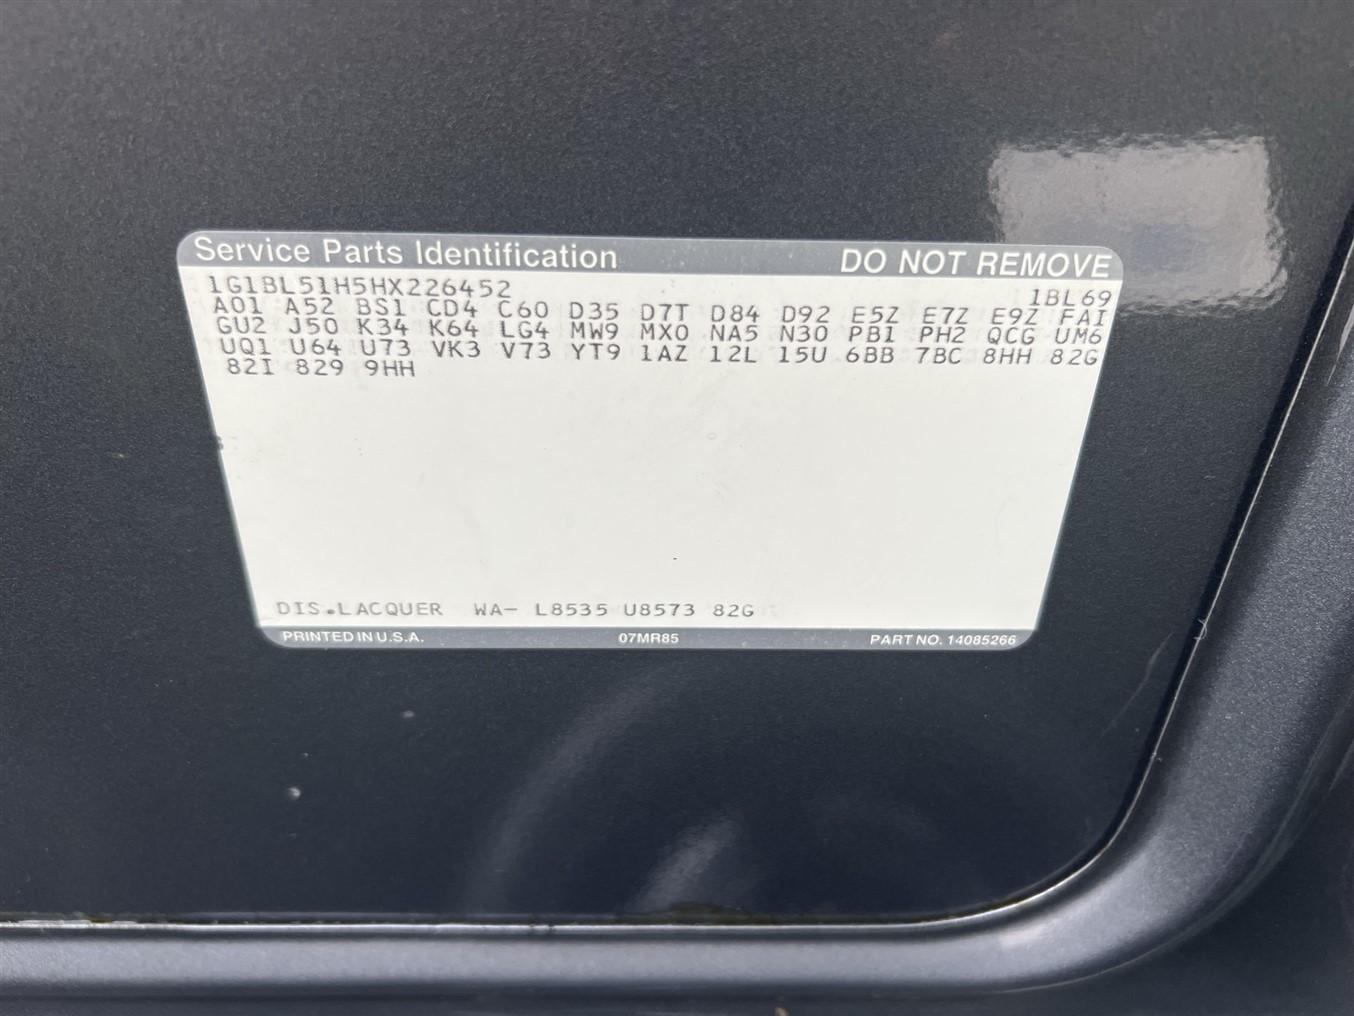 Service Parts Identification DO NOT REMOVE
1G1BL51H5HX226452 1BL69
A01 A52 BS1 CD4 C60 D35 D7T D84 D92 E5Z E7Z E9Z FAI
GU2 J50 K34 K64 LG4 MW9 MX0 NA5 N30 PB1 PH2 QCG UM6
UQ1 U64 U73 VK3 V73 YT9 1AZ 12L 15U 6BB 7BC 8HH 82G
82I 829 9HH
DIS.LACQUER WA- L8535 U8573 82G
PRINTED IN U.S.A. 07MR85 PART NO. 14085266